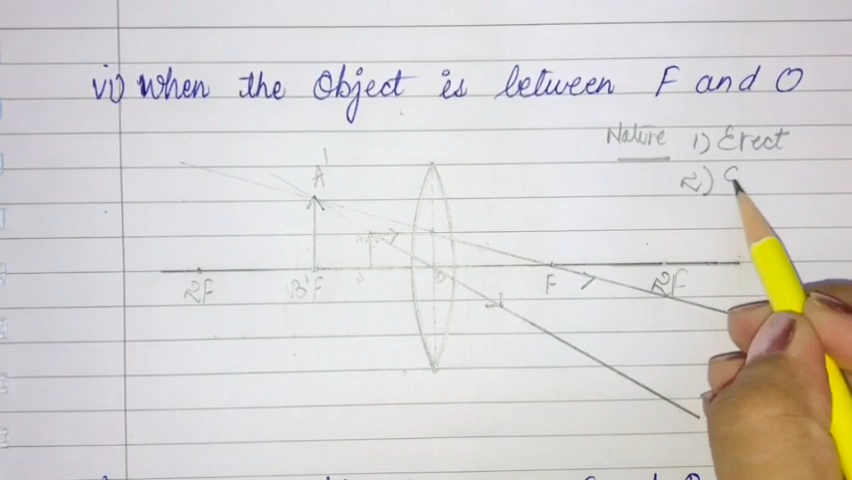 vi) When the Object is between F and O
Nature 1) Erect
2)
A'
2F B'F B O F 2F